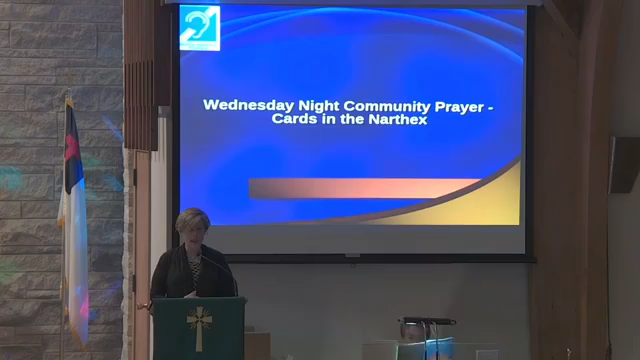 Wednesday Night Community Prayer -
Cards in the Narthex